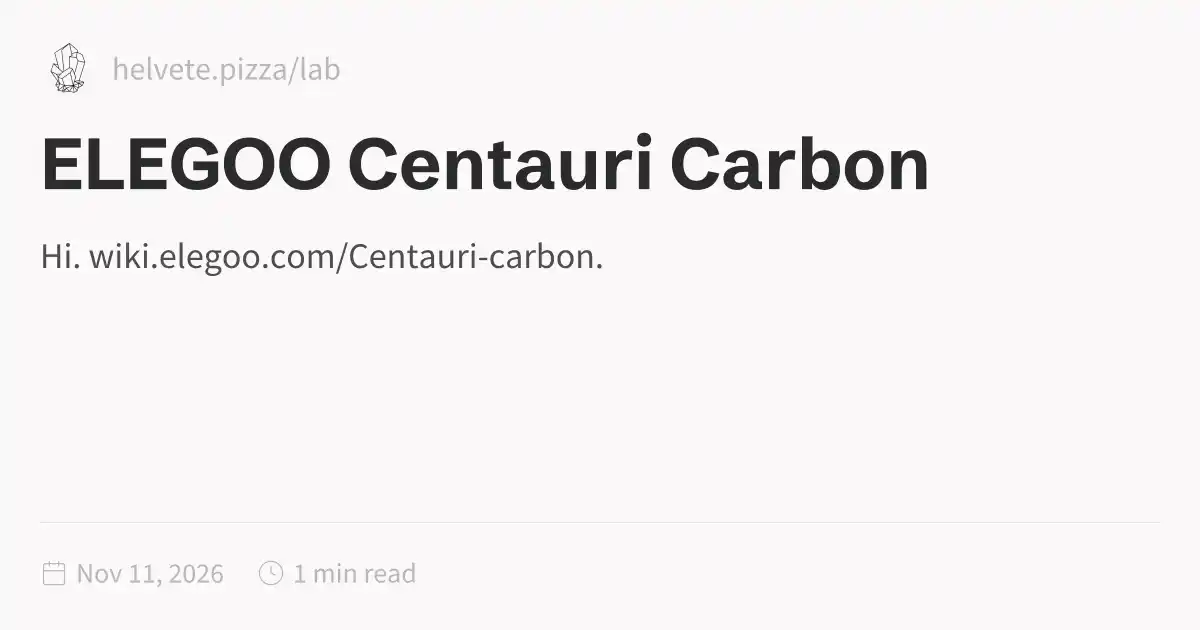 helvete.pizza/lab
ELEGOO Centauri Carbon
Hi. wiki.elegoo.com/Centauri-carbon.
Nov 11, 2026 1 min read